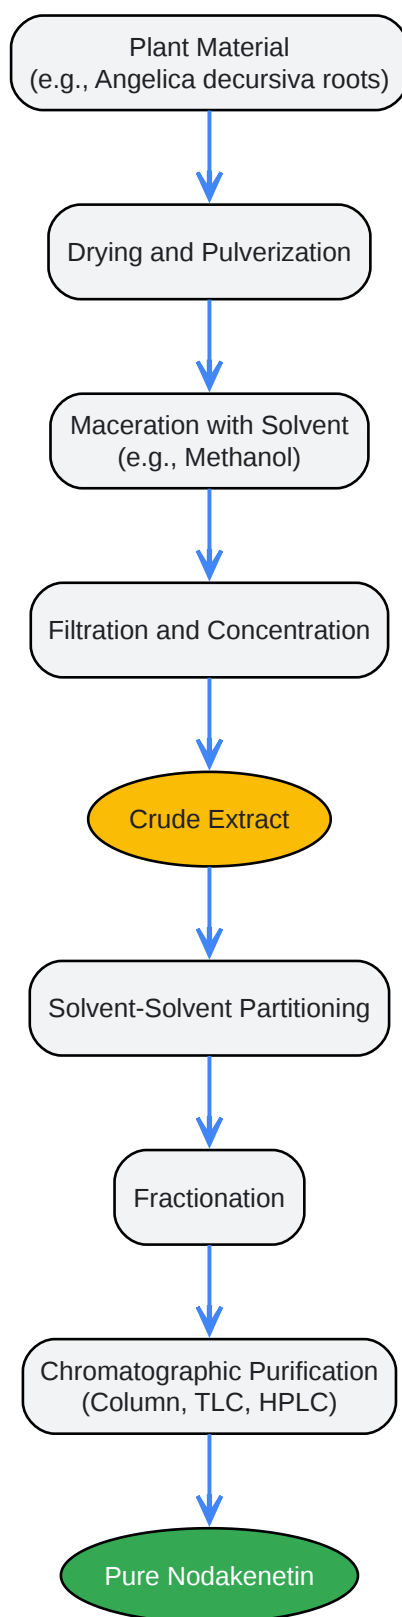 Plant Material
(e.g., Angelica decursiva roots)
Drying and Pulverization
Maceration with Solvent
(e.g., Methanol)
Filtration and Concentration
Crude Extract
Solvent-Solvent Partitioning
Fractionation
Chromatographic Purification
(Column, TLC, HPLC)
Pure Nodakenetin